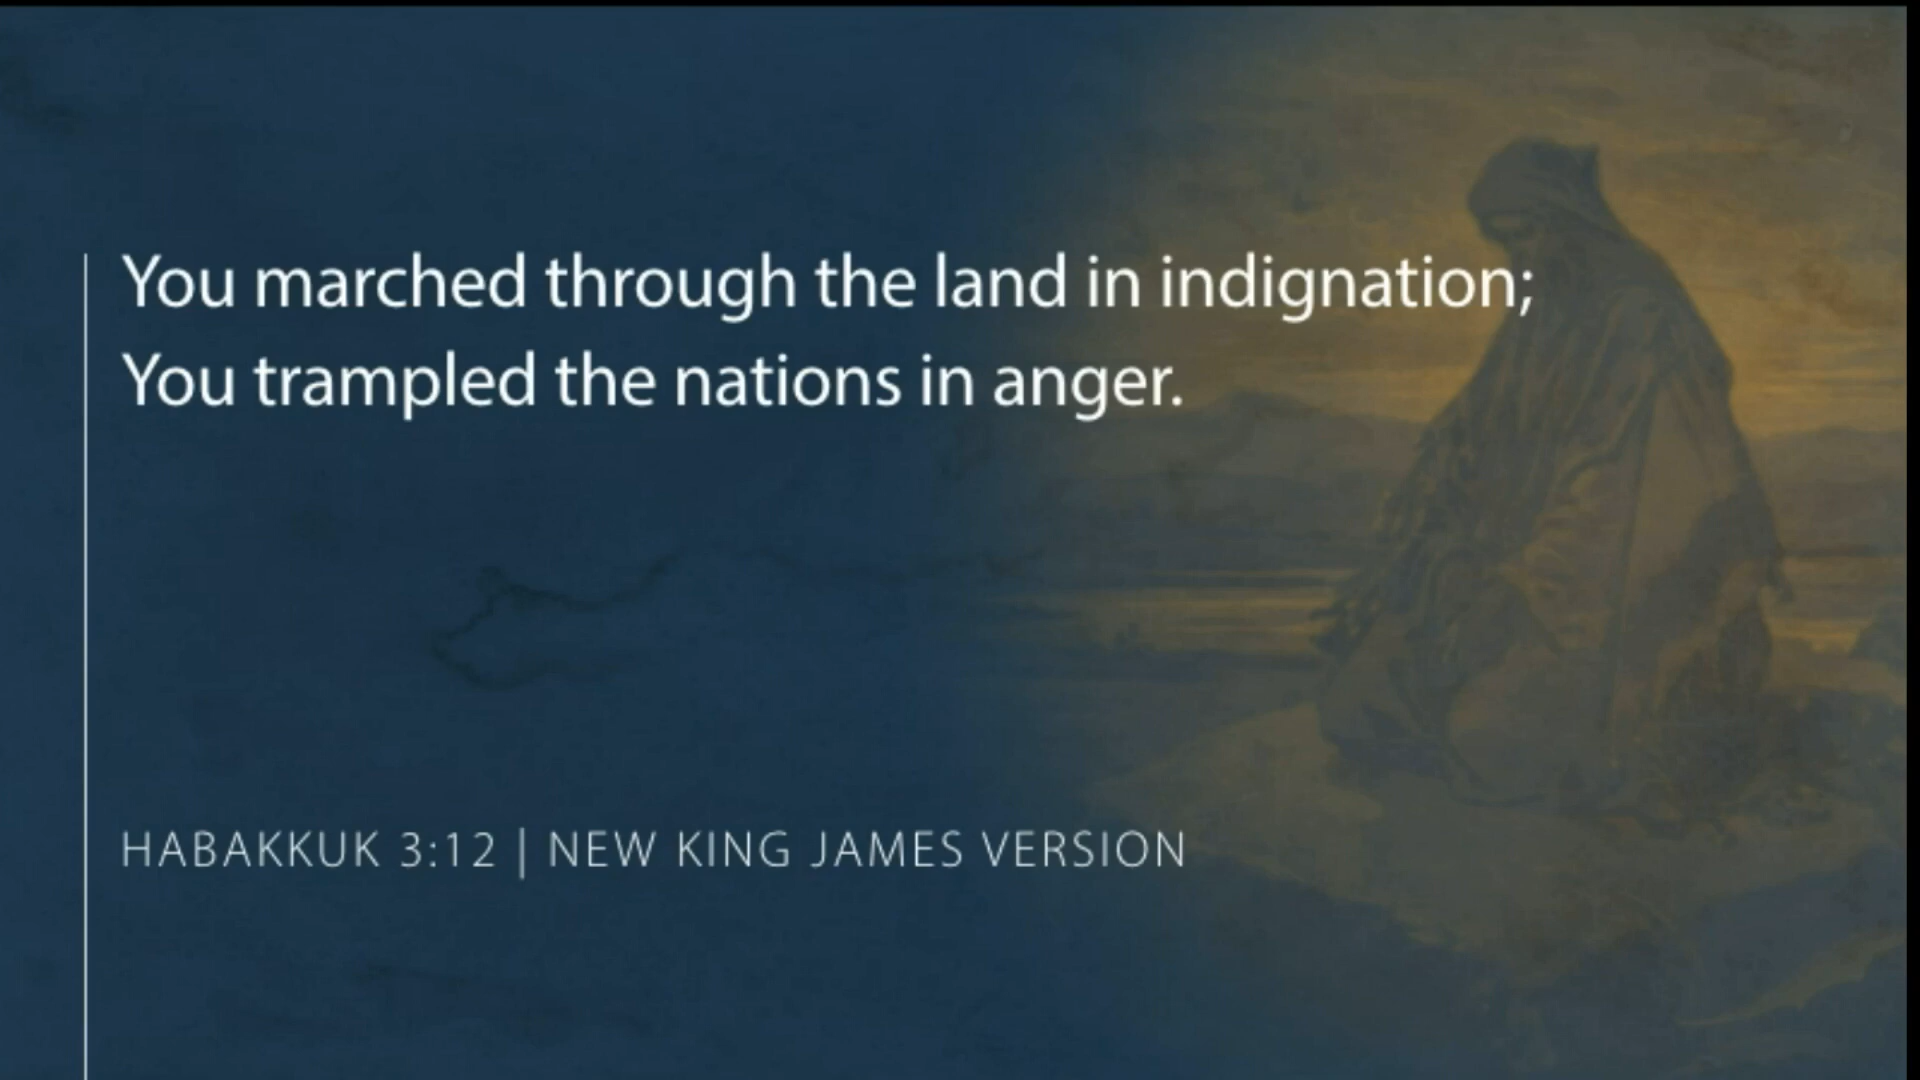 You marched through the land in indignation;
You trampled the nations in anger.
HABAKKUK 3:12 | NEW KING JAMES VERSION